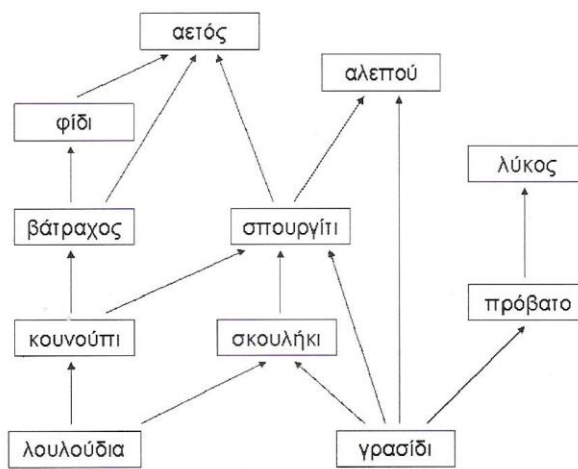 αετός
αλεπού
φίδι
λύκος
βάτραχος
σπουργίτι
πρόβατο
κουνούπι
σκουλήκι
λουλούδια
γρασίδι